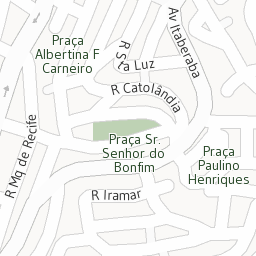 Praça
Albertina F
Carneiro
R Sta Luz
Av Itaberaba
R Catolândia
Praça Sr.
Senhor do
Bonfim
Praça
Paulino
Henriques
R Mq de Recife
R Iramar